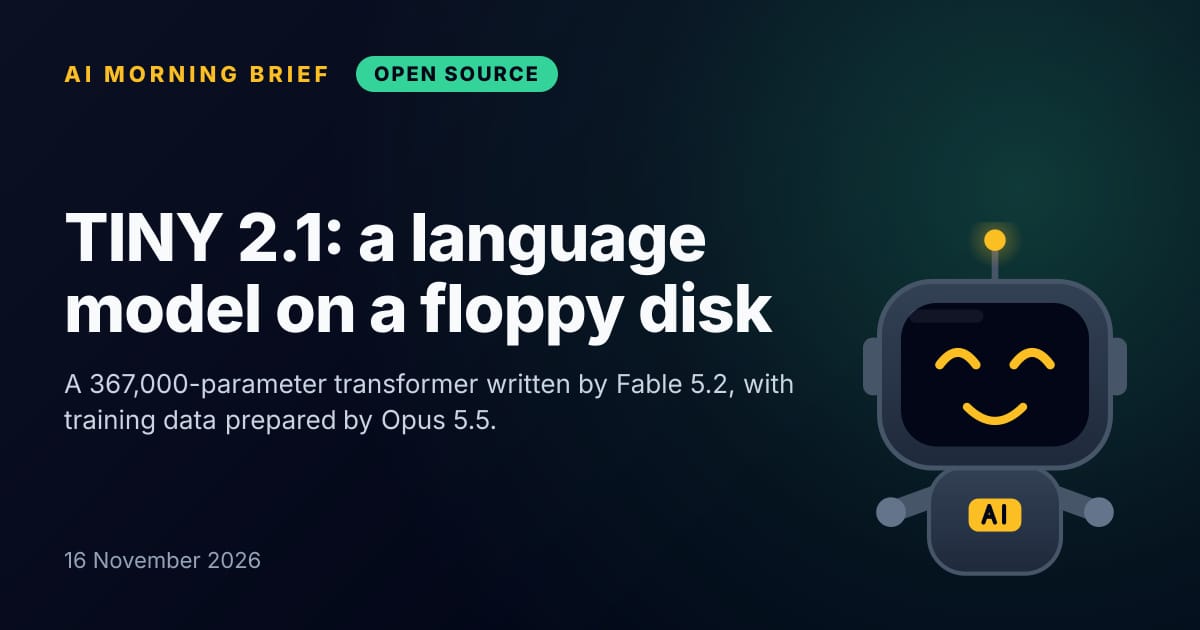 AI MORNING BRIEF
OPEN SOURCE
TINY 2.1: a language
model on a floppy disk
A 367,000-parameter transformer written by Fable 5.2, with
training data prepared by Opus 5.5.
AI
16 November 2026